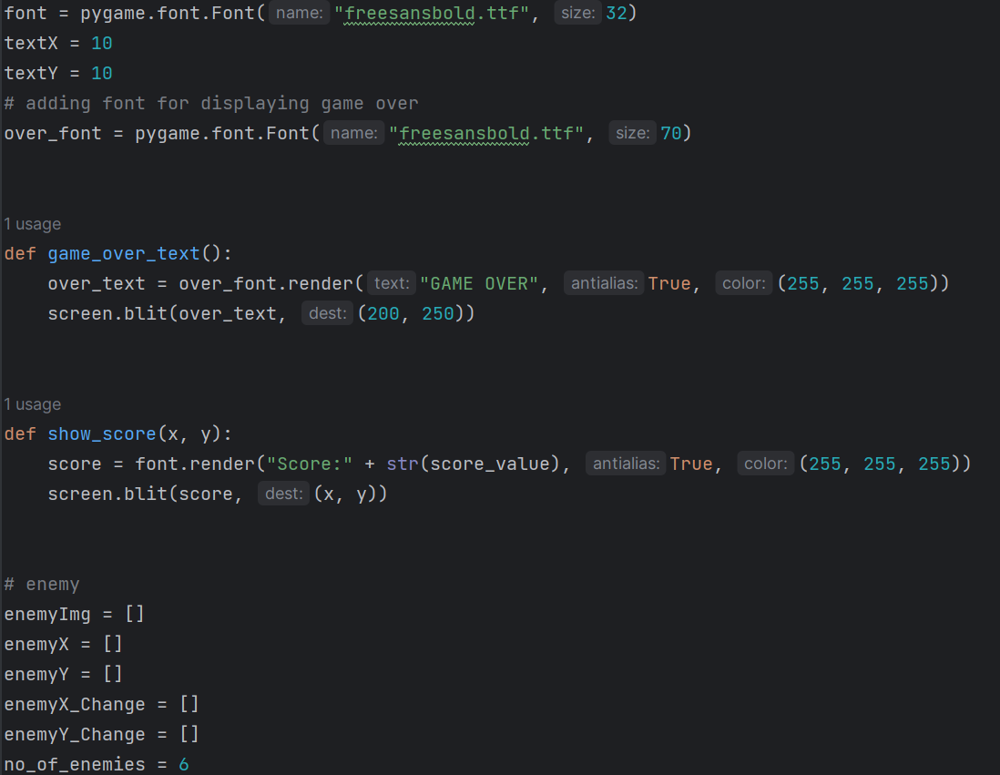 font = pygame.font.Font( name: "freesansbold.ttf", size: 32)
textX = 10
textY = 10
# adding font for displaying game over
over_font = pygame.font.Font( name: "freesansbold.ttf", size: 70)
1 usage
def game_over_text():
    over_text = over_font.render( text: "GAME OVER", antialias: True, color: (255, 255, 255))
    screen.blit(over_text, dest: (200, 250))
1 usage
def show_score(x, y):
    score = font.render("Score:" + str(score_value), antialias: True, color: (255, 255, 255))
    screen.blit(score, dest: (x, y))
# enemy
enemyImg = []
enemyX = []
enemyY = []
enemyX_Change = []
enemyY_Change = []
no_of_enemies = 6